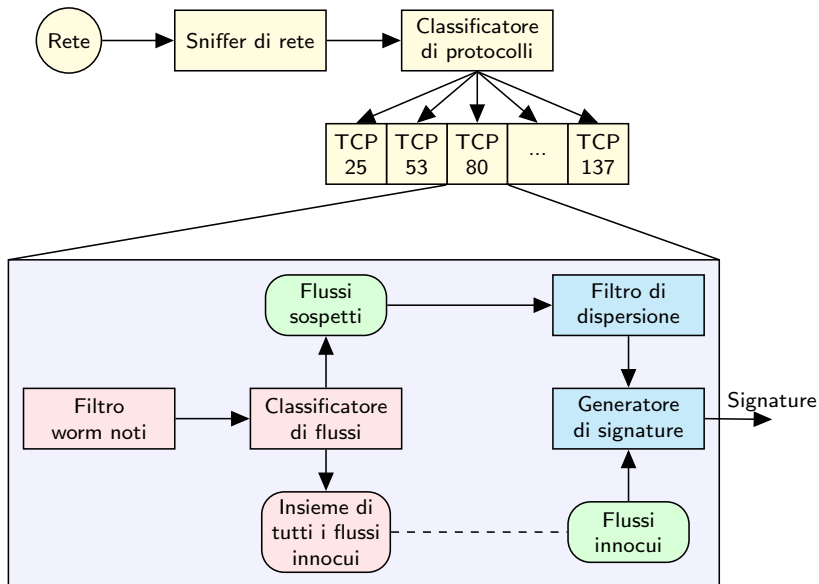 Rete
Sniffer di rete
Classificatore
di protocolli
TCP
25
TCP
53
TCP
80
...
TCP
137
Flussi
sospetti
Filtro di
dispersione
Filtro
worm noti
Classificatore
di flussi
Generatore
di signature
Signature
Insieme di
tutti i flussi
innocui
Flussi
innocui